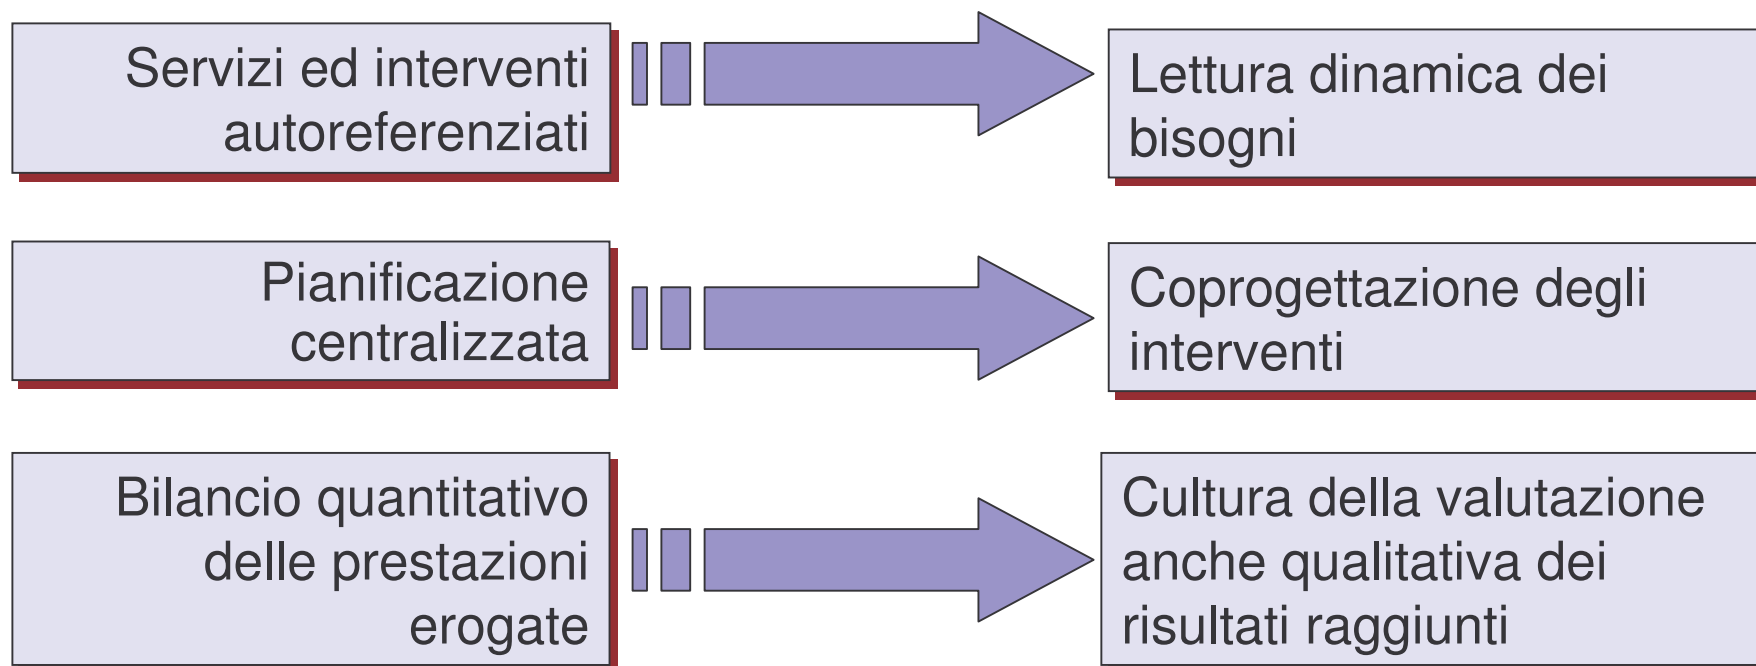 Servizi ed interventi
autoreferenziati
Lettura dinamica dei
bisogni
Pianificazione
centralizzata
Coprogettazione degli
interventi
Bilancio quantitativo
delle prestazioni
erogate
Cultura della valutazione
anche qualitativa dei
risultati raggiunti